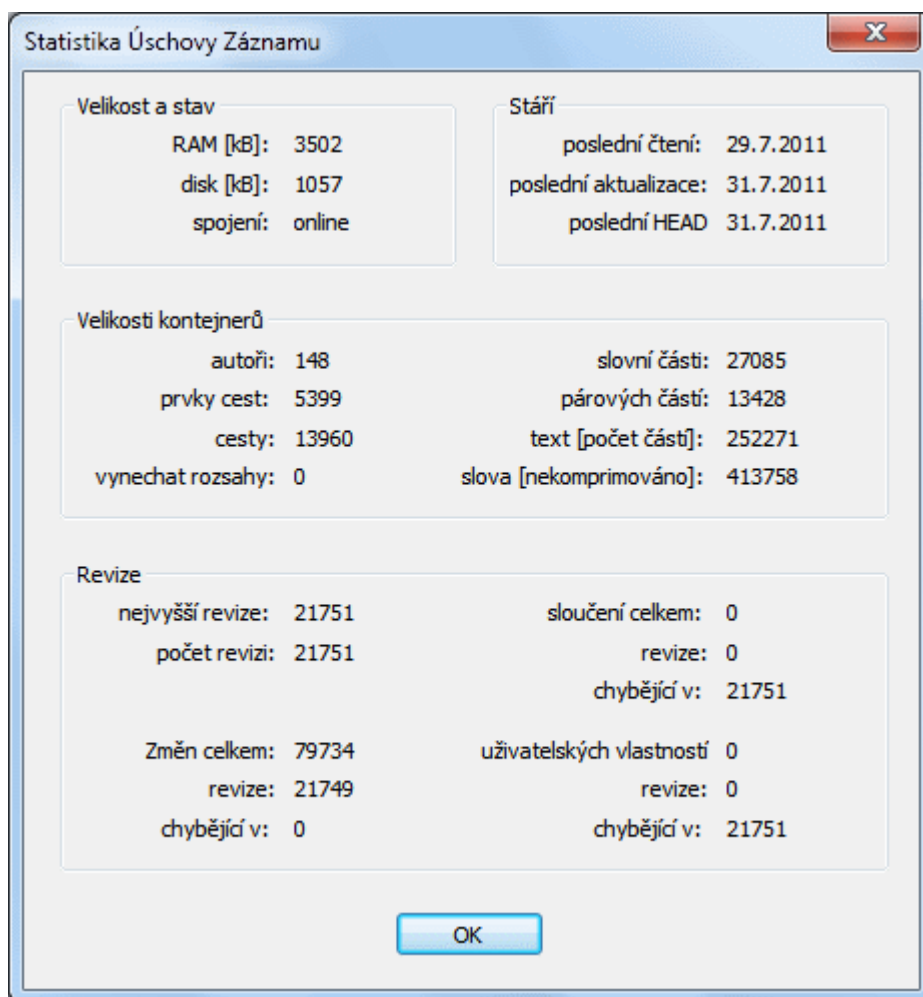 Statistika Úschovy Záznamu
Velikost a stav
RAM [kB]: 3502
disk [kB]: 1057
spojení: online
Stáří
poslední čtení: 29.7.2011
poslední aktualizace: 31.7.2011
poslední HEAD 31.7.2011
Velikosti kontejnerů
autoři: 148
prvky cest: 5399
cesty: 13960
vynechat rozsahy: 0
slovní části: 27085
párových částí: 13428
text [počet částí]: 252271
slova [nekomprimováno]: 413758
Revize
nejvyšší revize: 21751
počet revizi: 21751
sloučení celkem: 0
revize: 0
chybějící v: 21751
Změn celkem: 79734
revize: 21749
chybějící v: 0
uživatelských vlastností 0
revize: 0
chybějící v: 21751
OK